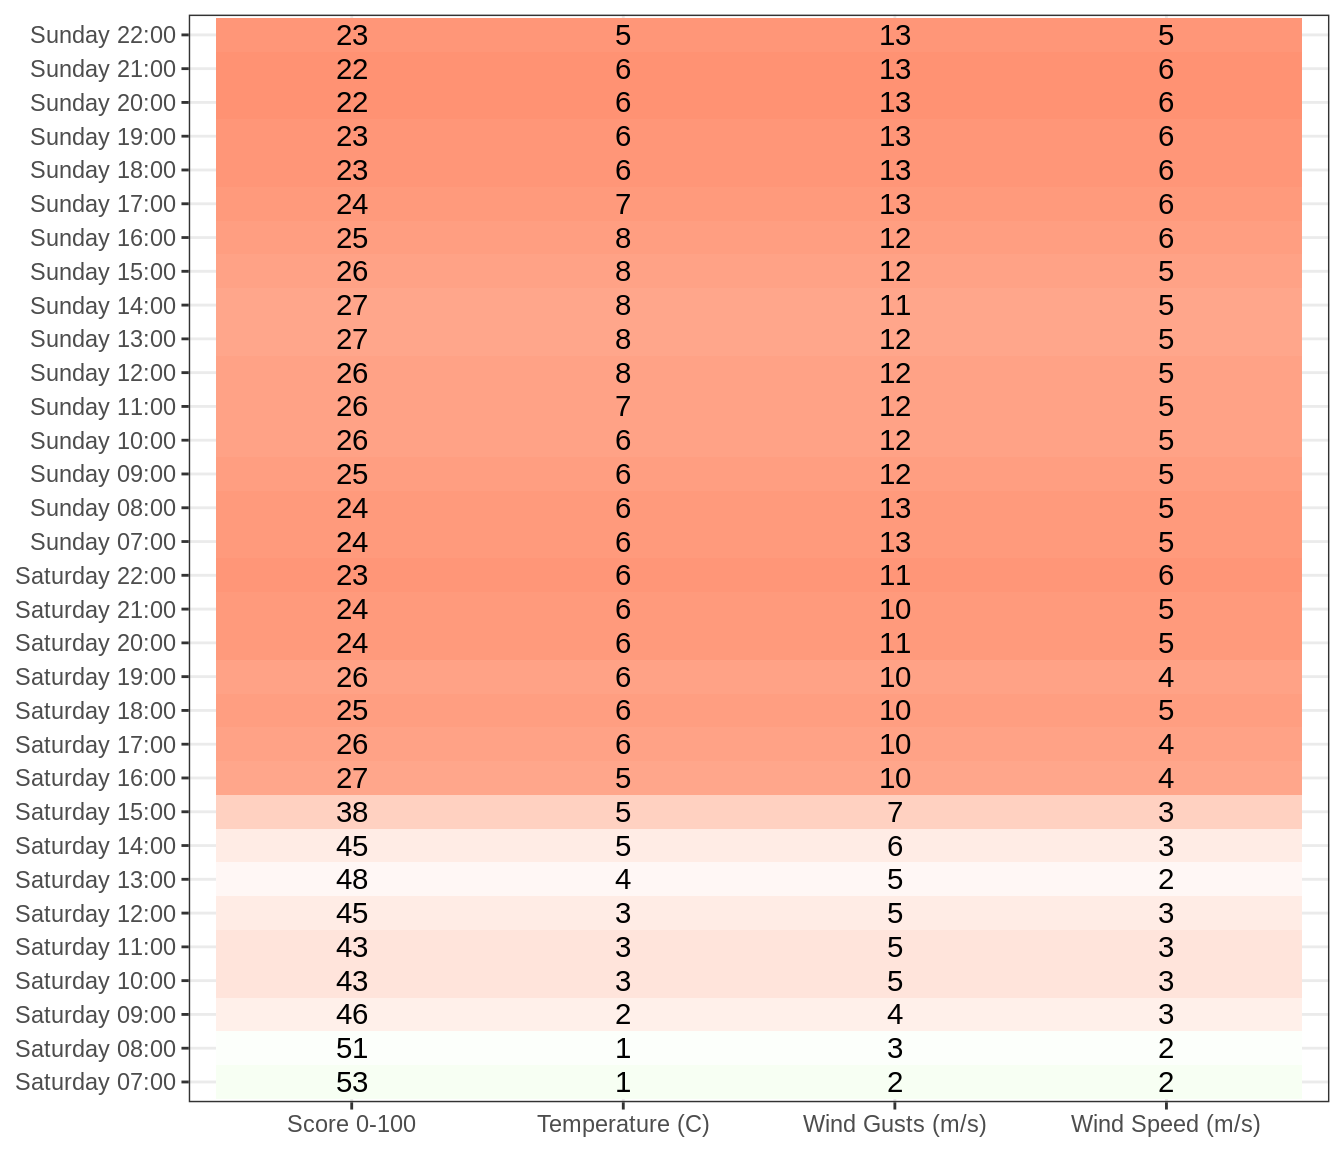 Sunday 22:00 23 5 13 5
Sunday 21:00 22 6 13 6
Sunday 20:00 22 6 13 6
Sunday 19:00 23 6 13 6
Sunday 18:00 23 6 13 6
Sunday 17:00 24 7 13 6
Sunday 16:00 25 8 12 6
Sunday 15:00 26 8 12 5
Sunday 14:00 27 8 11 5
Sunday 13:00 27 8 12 5
Sunday 12:00 26 8 12 5
Sunday 11:00 26 7 12 5
Sunday 10:00 26 6 12 5
Sunday 09:00 25 6 12 5
Sunday 08:00 24 6 13 5
Sunday 07:00 24 6 13 5
Saturday 22:00 23 6 11 6
Saturday 21:00 24 6 10 5
Saturday 20:00 24 6 11 5
Saturday 19:00 26 6 10 4
Saturday 18:00 25 6 10 5
Saturday 17:00 26 6 10 4
Saturday 16:00 27 5 10 4
Saturday 15:00 38 5 7 3
Saturday 14:00 45 5 6 3
Saturday 13:00 48 4 5 2
Saturday 12:00 45 3 5 3
Saturday 11:00 43 3 5 3
Saturday 10:00 43 3 5 3
Saturday 09:00 46 2 4 3
Saturday 08:00 51 1 3 2
Saturday 07:00 53 1 2 2
Score 0-100 Temperature (C) Wind Gusts (m/s) Wind Speed (m/s)